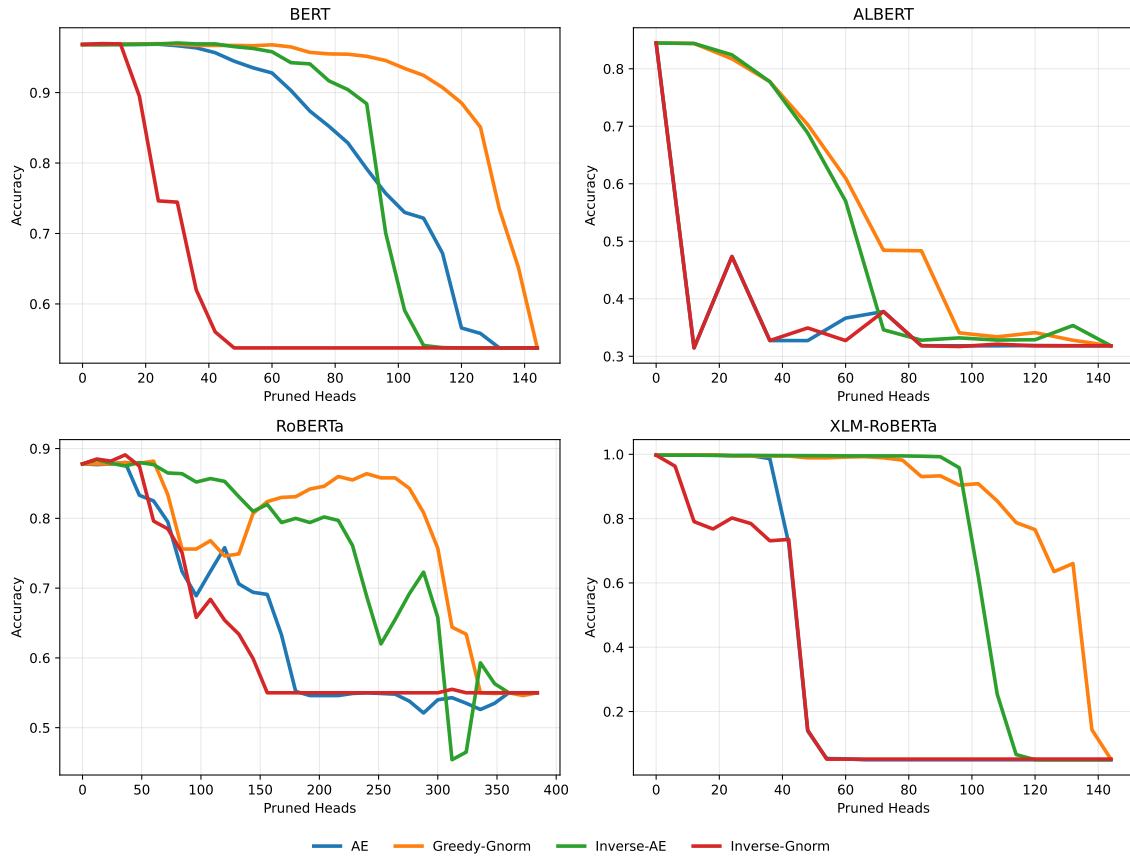 BERT
Accuracy
0.9
0.8
0.7
0.6
0 20 40 60 80 100 120 140
Pruned Heads
ALBERT
Accuracy
0.8
0.7
0.6
0.5
0.4
0.3
0 20 40 60 80 100 120 140
Pruned Heads
RoBERTa
Accuracy
0.9
0.8
0.7
0.6
0.5
0 50 100 150 200 250 300 350 400
Pruned Heads
XLM-RoBERTa
Accuracy
1.0
0.8
0.6
0.4
0.2
0 20 40 60 80 100 120 140
Pruned Heads
AE Greedy-Gnorm Inverse-AE Inverse-Gnorm